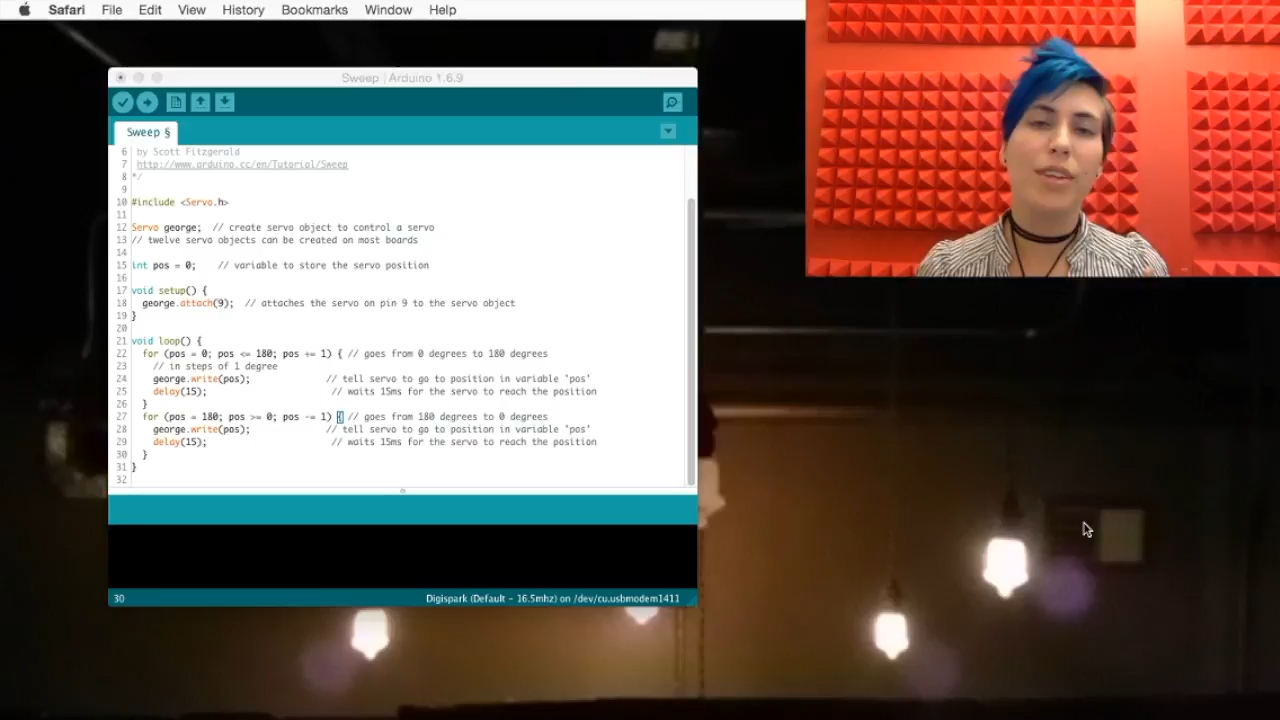 Safari File Edit View History Bookmarks Window Help
Sweep | Arduino 1.6.9
Sweep §
6 by Scott Fitzgerald
7 http://www.arduino.cc/en/Tutorial/Sweep
8 */
9
10 #include <Servo.h>
11
12 Servo george;  // create servo object to control a servo
13 // twelve servo objects can be created on most boards
14
15 int pos = 0;    // variable to store the servo position
16
17 void setup() {
18   george.attach(9);  // attaches the servo on pin 9 to the servo object
19 }
20
21 void loop() {
22   for (pos = 0; pos <= 180; pos += 1) { // goes from 0 degrees to 180 degrees
23     // in steps of 1 degree
24     george.write(pos);              // tell servo to go to position in variable 'pos'
25     delay(15);                       // waits 15ms for the servo to reach the position
26   }
27   for (pos = 180; pos >= 0; pos -= 1) { // goes from 180 degrees to 0 degrees
28     george.write(pos);              // tell servo to go to position in variable 'pos'
29     delay(15);                       // waits 15ms for the servo to reach the position
30   }
31 }
32
30 Digispark (Default - 16.5mhz) on /dev/cu.usbmodem1411